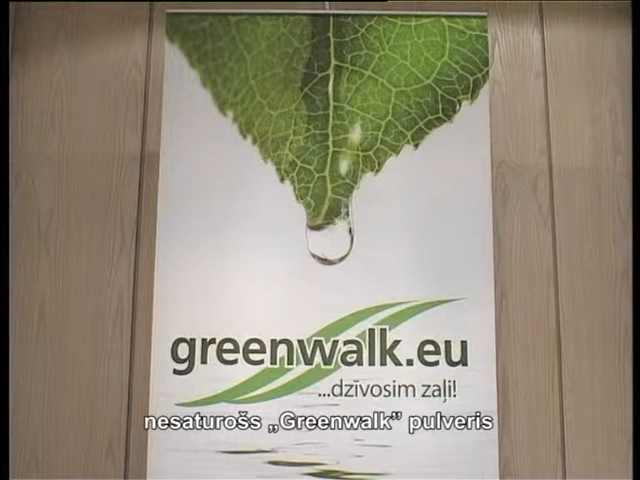 greenwalk.eu
...dzīvosim zaļi!
nesaturošs „Greenwalk” pulveris